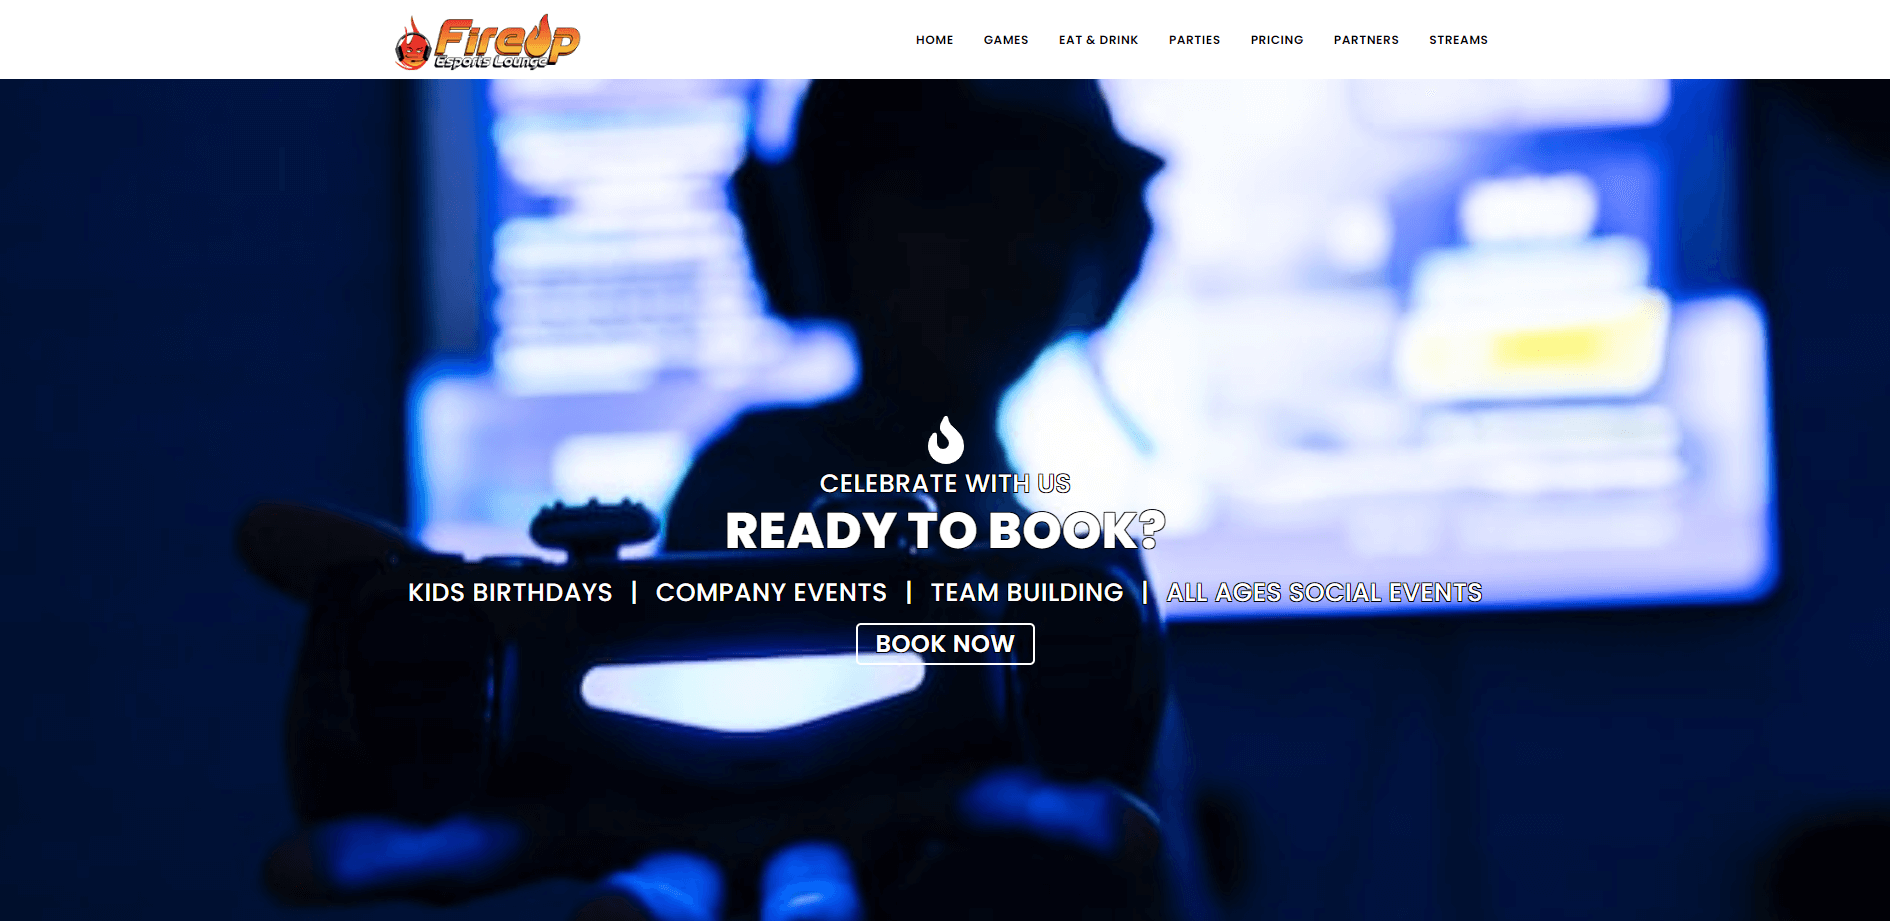 FireUp
Esports Lounge
HOME GAMES EAT & DRINK PARTIES PRICING PARTNERS STREAMS
CELEBRATE WITH US
READY TO BOOK?
KIDS BIRTHDAYS | COMPANY EVENTS | TEAM BUILDING | ALL AGES SOCIAL EVENTS
BOOK NOW